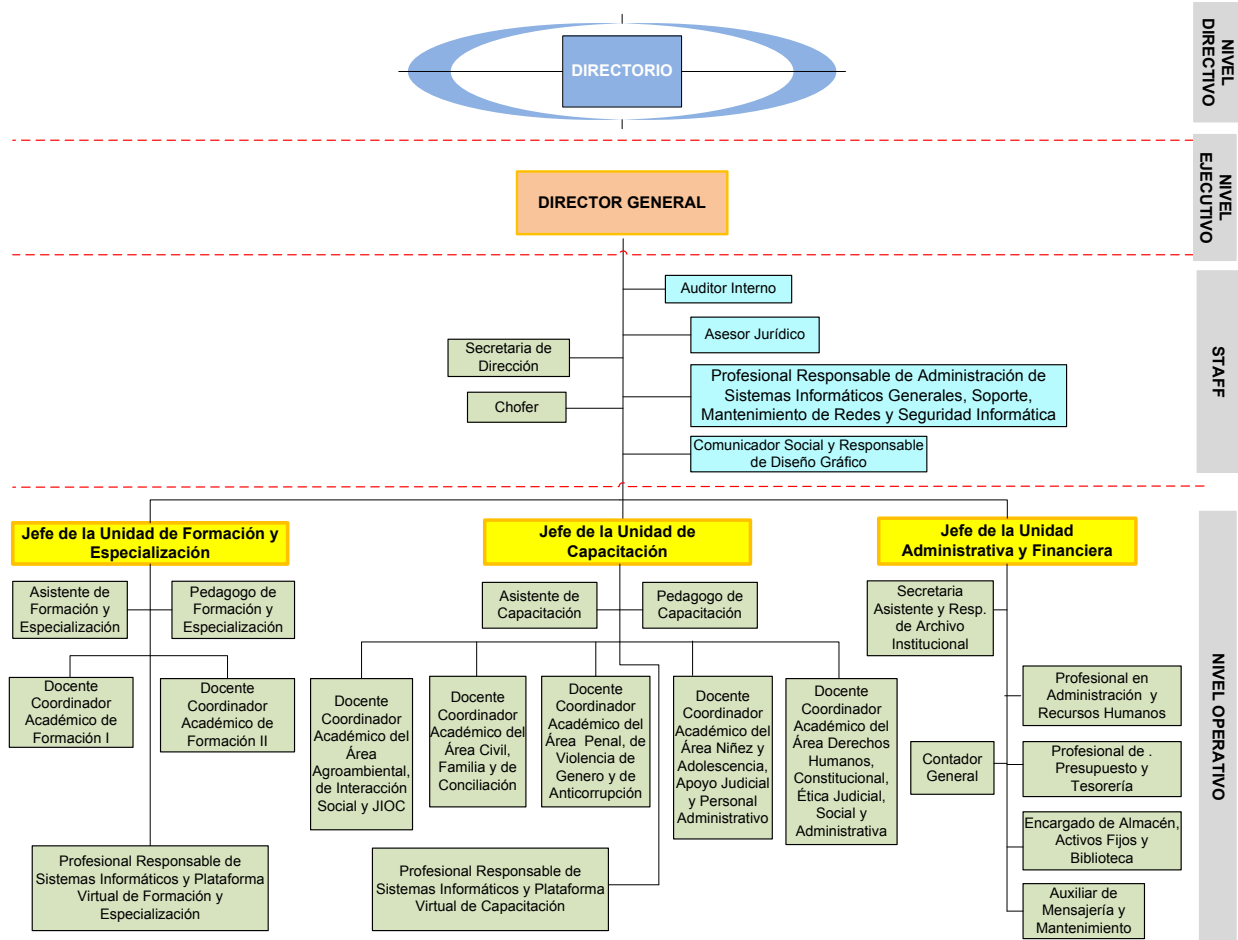 DIRECTORIO
NIVEL
DIRECTIVO
DIRECTOR GENERAL
NIVEL
EJECUTIVO
Auditor Interno
Asesor Jurídico
Secretaria de
Dirección
Profesional Responsable de Administración de
Sistemas Informáticos Generales, Soporte,
Mantenimiento de Redes y Seguridad Informática
Chofer
Comunicador Social y Responsable
de Diseño Gráfico
STAFF
Jefe de la Unidad de Formación y
Especialización
Jefe de la Unidad de
Capacitación
Jefe de la Unidad
Administrativa y Financiera
Asistente de
Formación y
Especialización
Pedagogo de
Formación y
Especialización
Asistente de
Capacitación
Pedagogo de
Capacitación
Secretaria
Asistente y Resp.
de Archivo
Institucional
Docente
Coordinador
Académico de
Formación I
Docente
Coordinador
Académico de
Formación II
Docente
Coordinador
Académico del
Área
Agroambiental,
de Interacción
Social y JIOC
Docente
Coordinador
Académico del
Área Civil,
Familia y de
Conciliación
Docente
Coordinador
Académico del
Área  Penal, de
Violencia de
Genero y de
Anticorrupción
Docente
Coordinador
Académico del
Área Niñez y
Adolescencia,
Apoyo Judicial
y Personal
Administrativo
Docente
Coordinador
Académico del
Área Derechos
Humanos,
Constitucional,
Ética Judicial,
Social y
Administrativa
Profesional en
Administración  y
Recursos Humanos
Contador
General
Profesional de .
Presupuesto y
Tesorería
Encargado de Almacén,
Activos Fijos y
Biblioteca
Auxiliar de
Mensajería y
Mantenimiento
Profesional Responsable de
Sistemas Informáticos y Plataforma
Virtual de Formación y
Especialización
Profesional Responsable de
Sistemas Informáticos y Plataforma
Virtual de Capacitación
NIVEL OPERATIVO